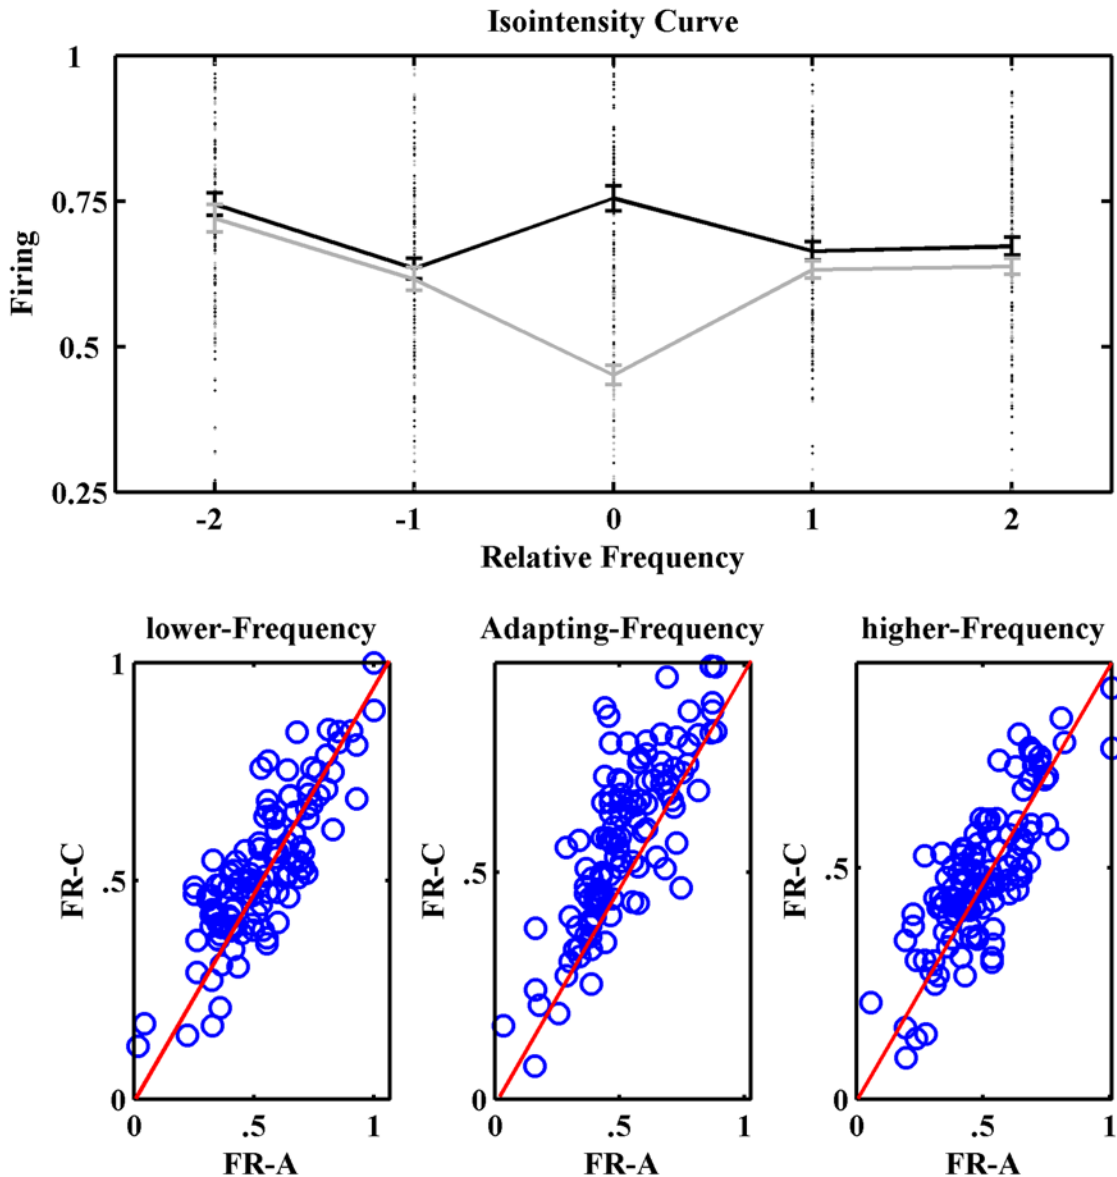 Isointensity Curve
1
0.75
0.5
0.25
Firing
-2 -1 0 1 2
Relative Frequency
lower-Frequency
1
.5
0
FR-C
0 .5 1
FR-A
Adapting-Frequency
1
.5
0
FR-C
0 .5 1
FR-A
higher-Frequency
0.5
0
FR-C
0 .5 .1
FR-A